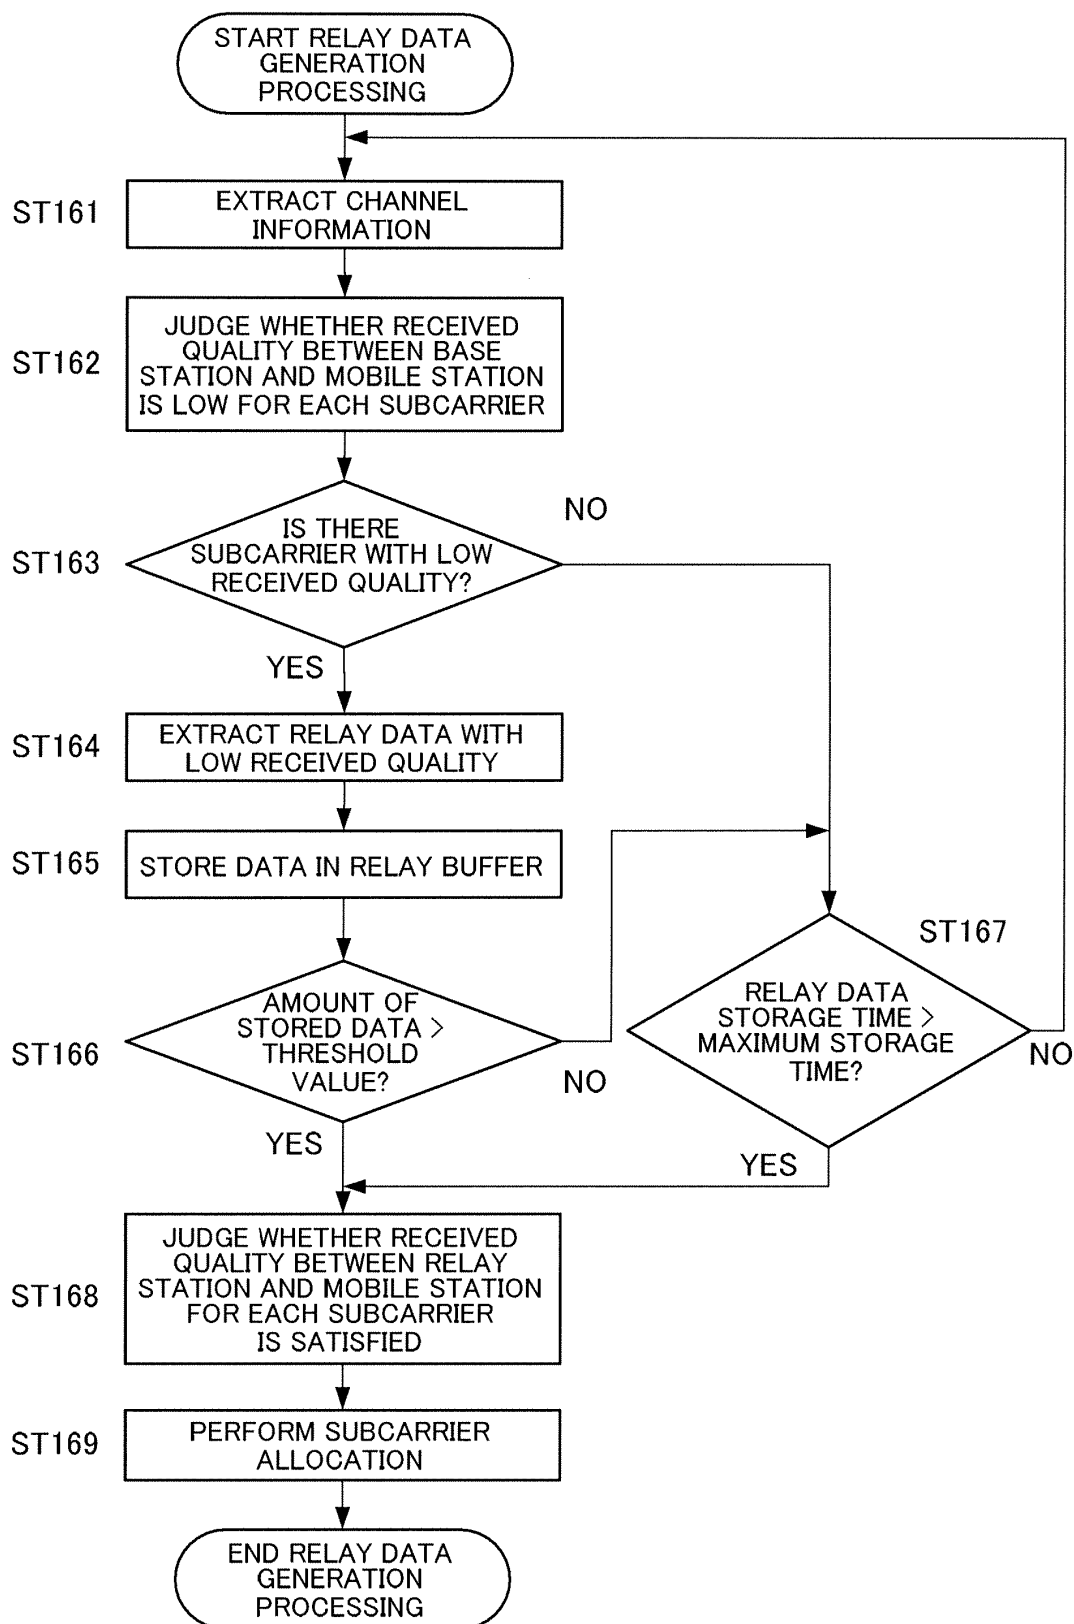 START RELAY DATA
GENERATION
PROCESSING
ST161
EXTRACT CHANNEL
INFORMATION
ST162
JUDGE WHETHER RECEIVED
QUALITY BETWEEN BASE
STATION AND MOBILE STATION
IS LOW FOR EACH SUBCARRIER
ST163
IS THERE
SUBCARRIER WITH LOW
RECEIVED QUALITY?
NO
YES
ST164
EXTRACT RELAY DATA WITH
LOW RECEIVED QUALITY
ST165
STORE DATA IN RELAY BUFFER
ST166
AMOUNT OF
STORED DATA >
THRESHOLD
VALUE?
NO
YES
ST167
RELAY DATA
STORAGE TIME >
MAXIMUM STORAGE
TIME?
NO
YES
ST168
JUDGE WHETHER RECEIVED
QUALITY BETWEEN RELAY
STATION AND MOBILE STATION
FOR EACH SUBCARRIER
IS SATISFIED
ST169
PERFORM SUBCARRIER
ALLOCATION
END RELAY DATA
GENERATION
PROCESSING